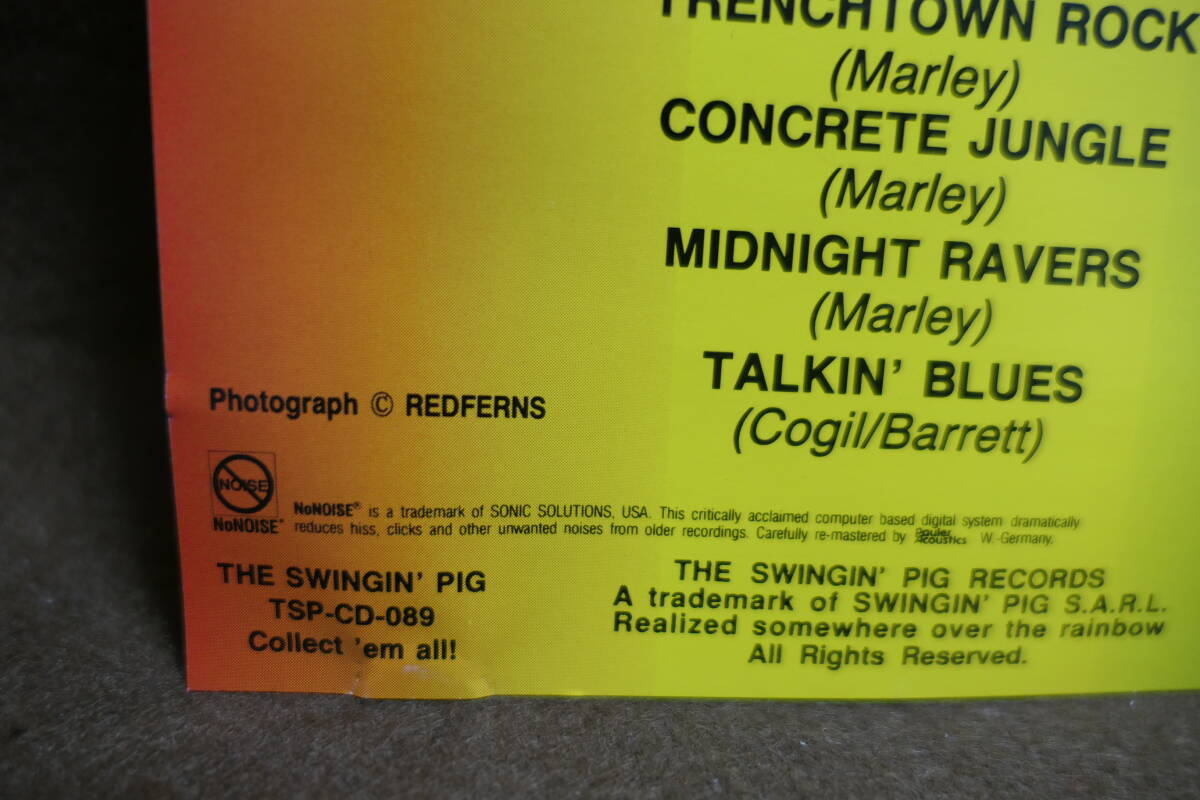 TRENCHTOWN ROCK
(Marley)
CONCRETE JUNGLE
(Marley)
MIDNIGHT RAVERS
(Marley)
TALKIN' BLUES
(Cogil/Barrett)
Photograph © REDFERNS
NOISE
NoNOISE®
NoNOISE® is a trademark of SONIC SOLUTIONS, USA. This critically acclaimed computer based digital system dramatically
reduces hiss, clicks and other unwanted noises from older recordings. Carefully re-mastered by Pauler Acoustics W.-Germany.
THE SWINGIN' PIG
TSP-CD-089
Collect 'em all!
THE SWINGIN' PIG RECORDS
A trademark of SWINGIN' PIG S.A.R.L.
Realized somewhere over the rainbow
All Rights Reserved.